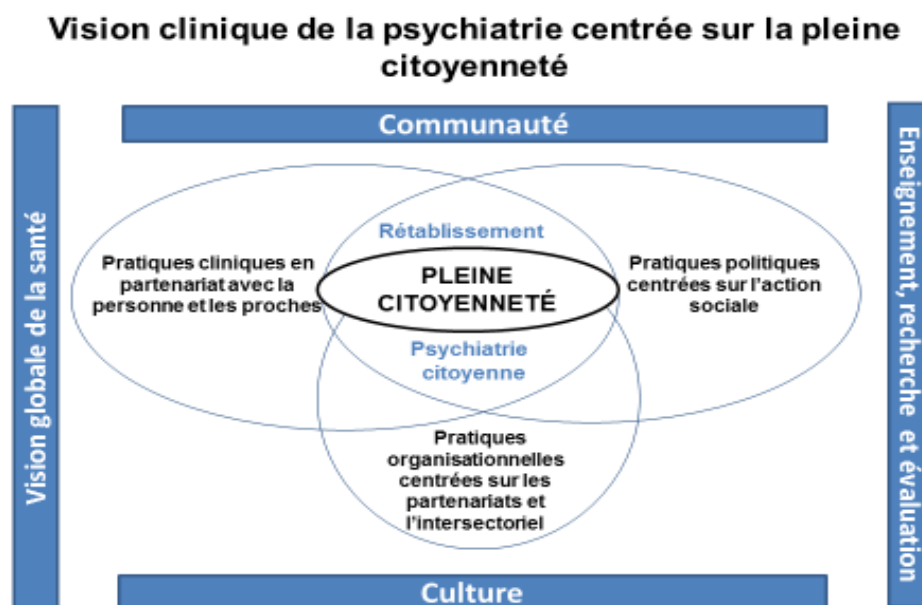 Vision clinique de la psychiatrie centrée sur la pleine
citoyenneté
Communauté
Vision globale de la santé
Rétablissement
Pratiques cliniques en
partenariat avec la
personne et les proches
PLEINE
CITOYENNETÉ
Pratiques politiques
centrées sur l'action
sociale
Psychiatrie
citoyenne
Pratiques
organisationnelles
centrées sur les
partenariats et
l'intersectoriel
Enseignement, recherche et évaluation
Culture